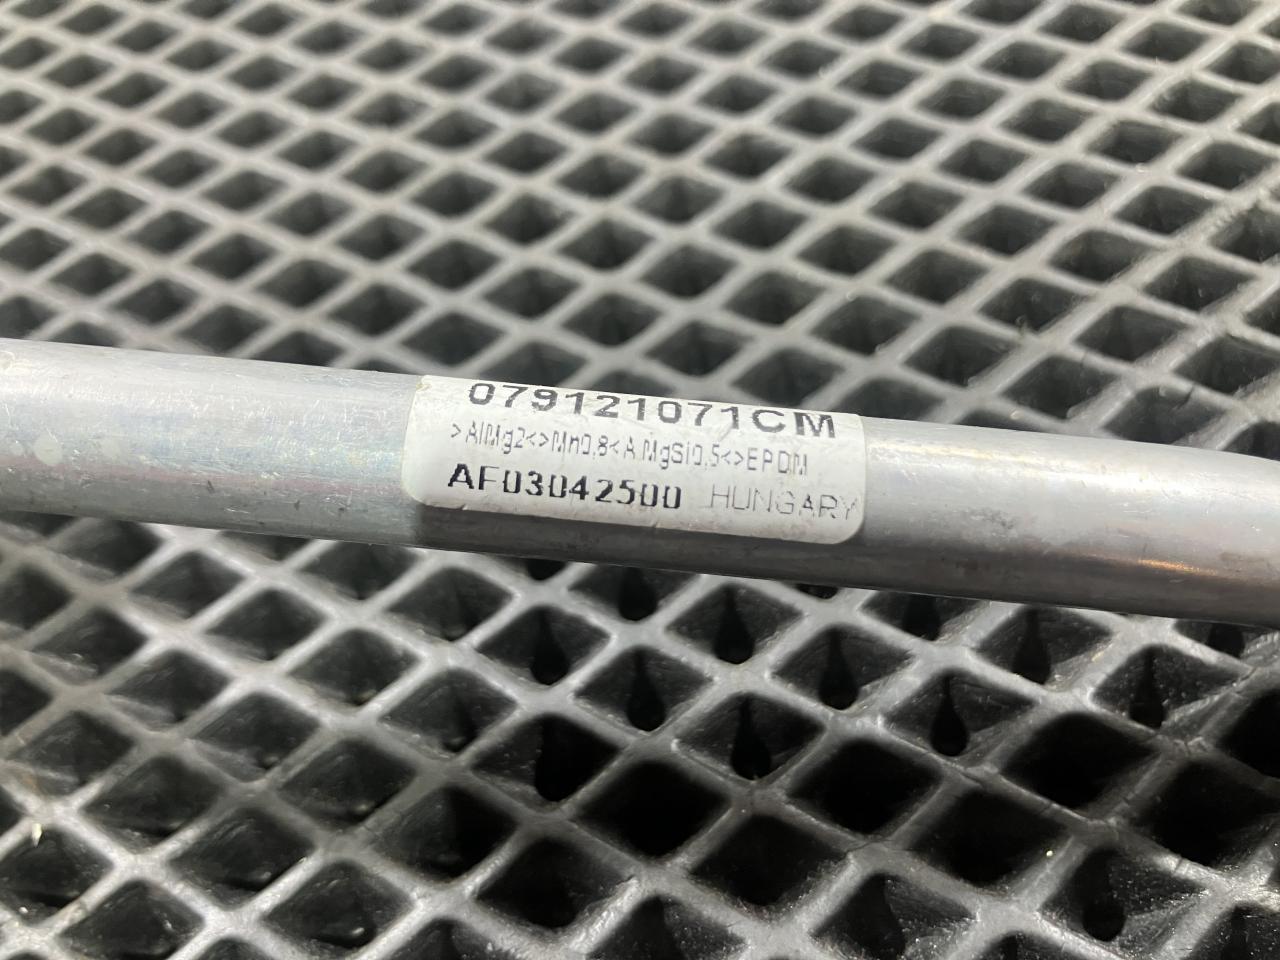 079121071CM
>AlMg2<>Mn0,8<A MgSi0,5<>EPDM
AF03042500 HUNGARY